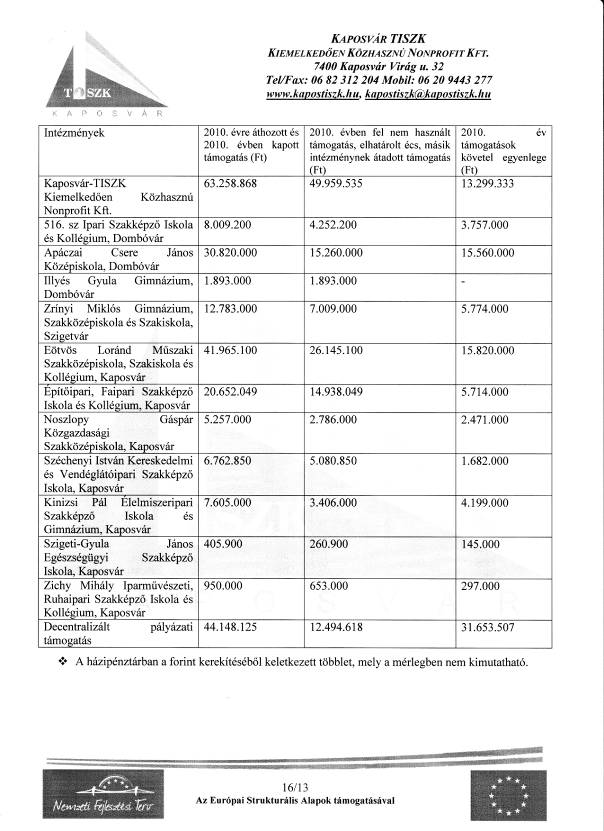 KAPOSVÁR TISZK
KIEMELKEDŐEN KÖZHASZNÚ NONPROFIT KFT.
7400 Kaposvár Virág u. 32
Tel/Fax: 06 82 312 204 Mobil: 06 20 9443 277
www.kapostiszk.hu, kapostiszk@kapostiszk.hu
TISZK
KAPOSVÁR
Intézmények
2010. évre áthozott és
2010. évben kapott
támogatás (Ft)
2010. évben fel nem használt
támogatás, elhatárolt écs, másik
intézménynek átadott támogatás
(Ft)
2010. év
támogatások
követel egyenlege
(Ft)
Kaposvár-TISZK
Kiemelkedően Közhasznú
Nonprofit Kft.
63.258.868
49.959.535
13.299.333
516. sz Ipari Szakképző Iskola
és Kollégium, Dombóvár
8.009.200
4.252.200
3.757.000
Apáczai Csere János
Középiskola, Dombóvár
30.820.000
15.260.000
15.560.000
Illyés Gyula Gimnázium,
Dombóvár
1.893.000
1.893.000
-
Zrínyi Miklós Gimnázium,
Szakközépiskola és Szakiskola,
Szigetvár
12.783.000
7.009.000
5.774.000
Eötvös Loránd Műszaki
Szakközépiskola, Szakiskola és
Kollégium, Kaposvár
41.965.100
26.145.100
15.820.000
Építőipari, Faipari Szakképző
Iskola és Kollégium, Kaposvár
20.652.049
14.938.049
5.714.000
Noszlopy Gáspár
Közgazdasági
Szakközépiskola, Kaposvár
5.257.000
2.786.000
2.471.000
Széchenyi István Kereskedelmi
és Vendéglátóipari Szakképző
Iskola, Kaposvár
6.762.850
5.080.850
1.682.000
Kinizsi Pál Élelmiszeripari
Szakképző Iskola és
Gimnázium, Kaposvár
7.605.000
3.406.000
4.199.000
Szigeti-Gyula János
Egészségügyi Szakképző
Iskola, Kaposvár
405.900
260.900
145.000
Zichy Mihály Iparművészeti,
Ruhaipari Szakképző Iskola és
Kollégium, Kaposvár
950.000
653.000
297.000
Decentralizált pályázati
támogatás
44.148.125
12.494.618
31.653.507
❖ A házipénztárban a forint kerekítéséből keletkezett többlet, mely a mérlegben nem kimutatható.
16/13
Az Európai Strukturális Alapok támogatásával
Nemzeti Fejlesztési Terv